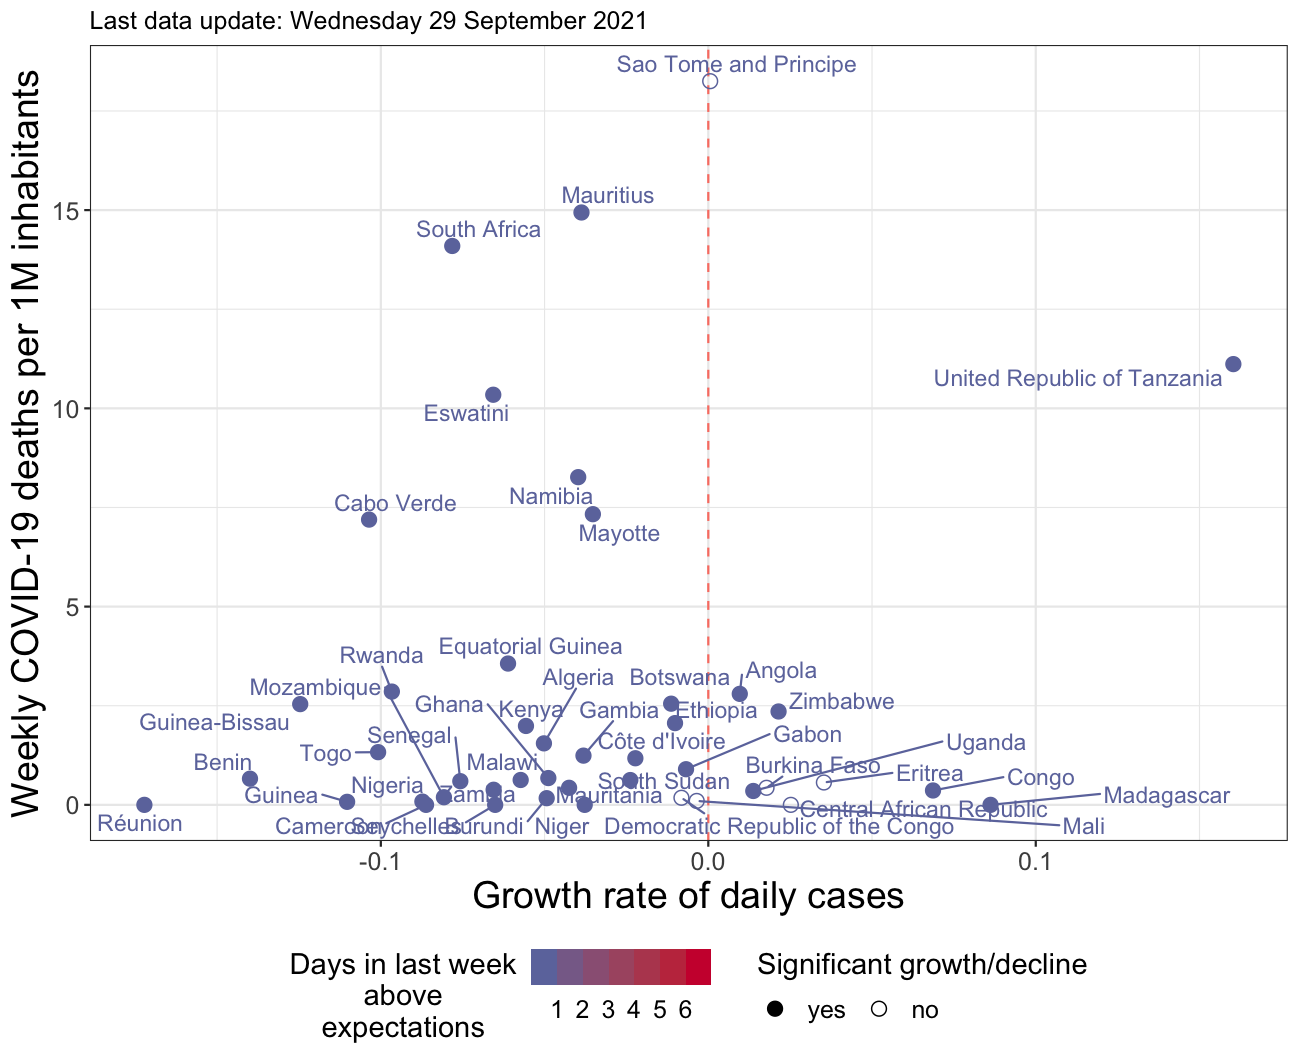 Last data update: Wednesday 29 September 2021
Weekly COVID-19 deaths per 1M inhabitants
Sao Tome and Principe
15
Mauritius
South Africa
United Republic of Tanzania
10
Eswatini
Namibia
Cabo Verde
Mayotte
5
Equatorial Guinea
Rwanda
Algeria
Botswana
Angola
Mozambique
Guinea-Bissau
Ghana
Kenya
Gambia
Ethiopia
Zimbabwe
Senegal
Côte d'Ivoire
Gabon
Uganda
Togo
Benin
Malawi
Burkina Faso
Eritrea
Congo
Nigeria
South Sudan
Guinea
Zambia
Mauritania
Central African Republic
Madagascar
0
Réunion
Cameroon
Seychelles
Burundi
Niger
Democratic Republic of the Congo
Mali
-0.1
0.0
0.1
Growth rate of daily cases
Days in last week
above
expectations
1 2 3 4 5 6
Significant growth/decline
yes
no